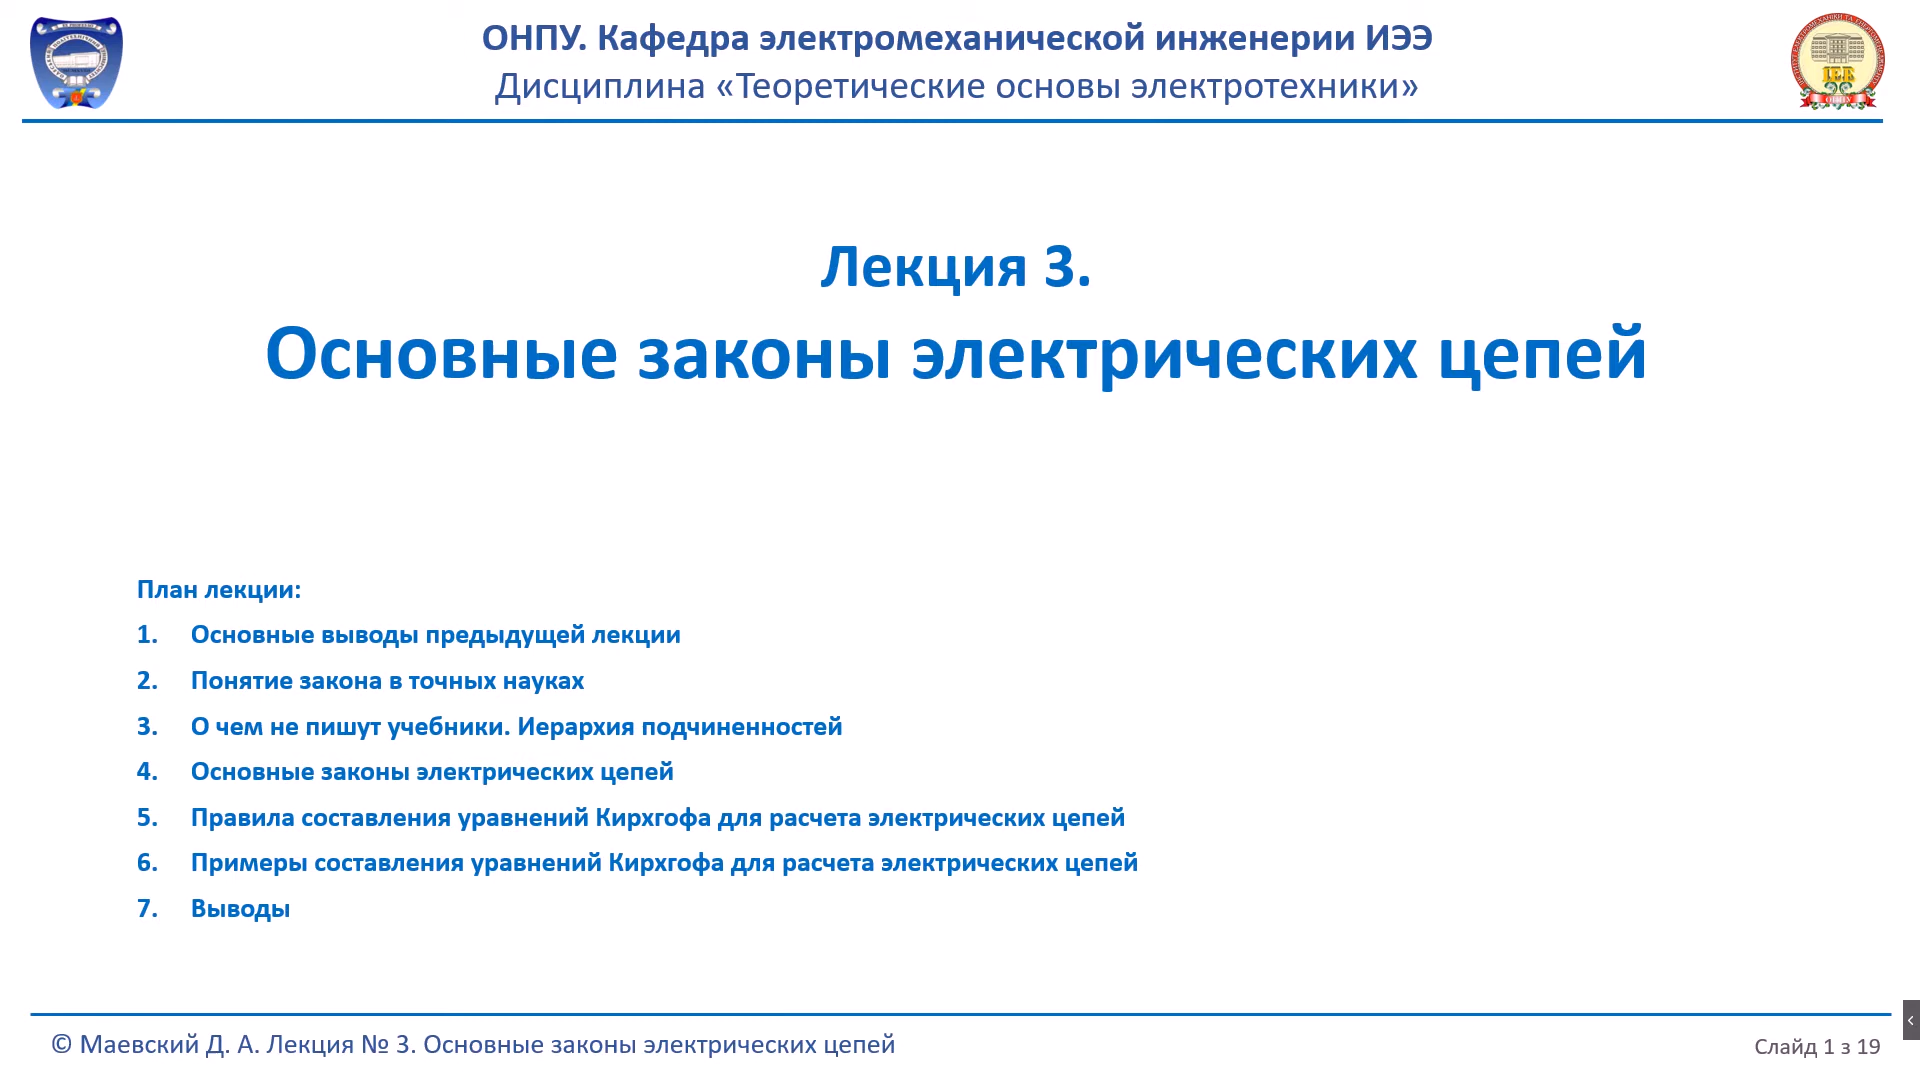 ОНПУ. Кафедра электромеханической инженерии ИЭЭ
Дисциплина «Теоретические основы электротехники»
ІЕЕ
ОНПУ
Лекция 3.
Основные законы электрических цепей
План лекции:
1. Основные выводы предыдущей лекции
2. Понятие закона в точных науках
3. О чем не пишут учебники. Иерархия подчиненностей
4. Основные законы электрических цепей
5. Правила составления уравнений Кирхгофа для расчета электрических цепей
6. Примеры составления уравнений Кирхгофа для расчета электрических цепей
7. Выводы
© Маевский Д. А. Лекция № 3. Основные законы электрических цепей
Слайд 1 з 19